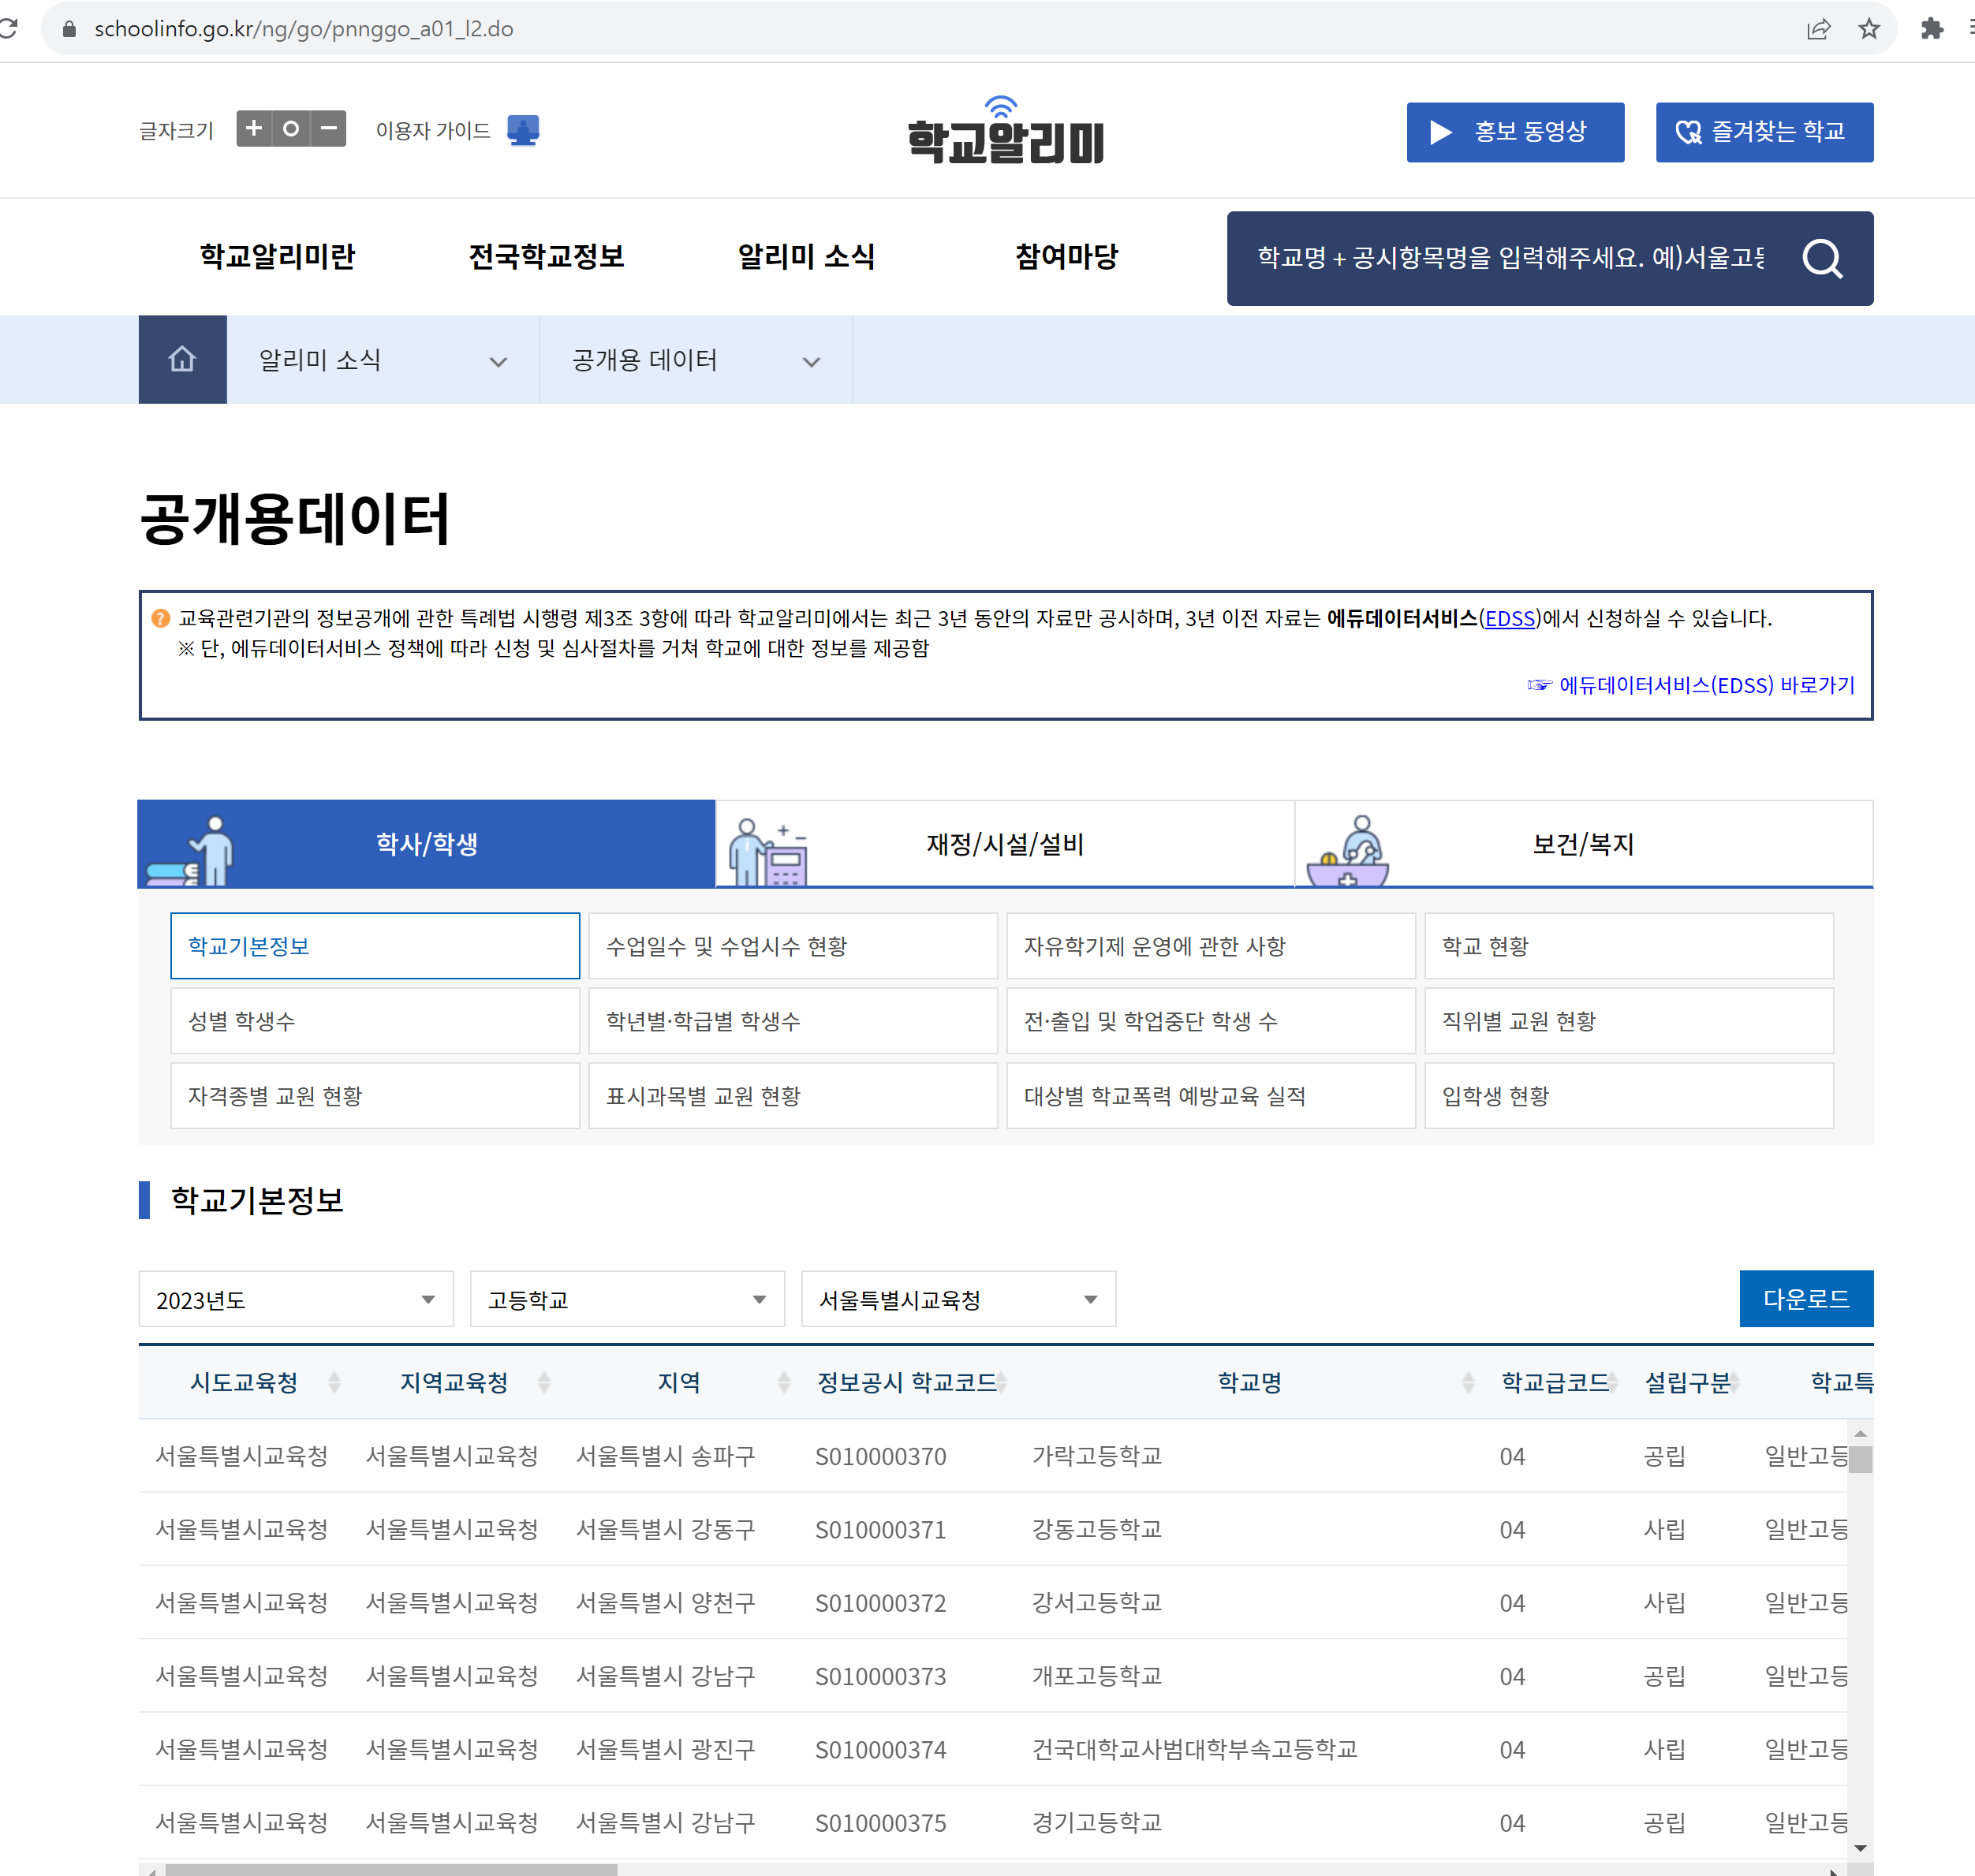 schoolinfo.go.kr/ng/go/pnnggo_a01_l2.do
글자크기 + O − 이용자 가이드
학교알리미
홍보 동영상
즐겨찾는 학교
학교알리미란 전국학교정보 알리미 소식 참여마당
학교명 + 공시항목명을 입력해주세요. 예)서울고등
알리미 소식 공개용 데이터
공개용데이터
교육관련기관의 정보공개에 관한 특례법 시행령 제3조 3항에 따라 학교알리미에서는 최근 3년 동안의 자료만 공시하며, 3년 이전 자료는 에듀데이터서비스(EDSS)에서 신청하실 수 있습니다.
※ 단, 에듀데이터서비스 정책에 따라 신청 및 심사절차를 거쳐 학교에 대한 정보를 제공함
☞ 에듀데이터서비스(EDSS) 바로가기
학사/학생 재정/시설/설비 보건/복지
학교기본정보 수업일수 및 수업시수 현황 자유학기제 운영에 관한 사항 학교 현황
성별 학생수 학년별·학급별 학생수 전·출입 및 학업중단 학생 수 직위별 교원 현황
자격종별 교원 현황 표시과목별 교원 현황 대상별 학교폭력 예방교육 실적 입학생 현황
학교기본정보
2023년도 고등학교 서울특별시교육청 다운로드
시도교육청 지역교육청 지역 정보공시 학교코드 학교명 학교급코드 설립구분 학교특
서울특별시교육청 서울특별시교육청 서울특별시 송파구 S010000370 가락고등학교 04 공립 일반고등
서울특별시교육청 서울특별시교육청 서울특별시 강동구 S010000371 강동고등학교 04 사립 일반고등
서울특별시교육청 서울특별시교육청 서울특별시 양천구 S010000372 강서고등학교 04 사립 일반고등
서울특별시교육청 서울특별시교육청 서울특별시 강남구 S010000373 개포고등학교 04 공립 일반고등
서울특별시교육청 서울특별시교육청 서울특별시 광진구 S010000374 건국대학교사범대학부속고등학교 04 사립 일반고등
서울특별시교육청 서울특별시교육청 서울특별시 강남구 S010000375 경기고등학교 04 공립 일반고등